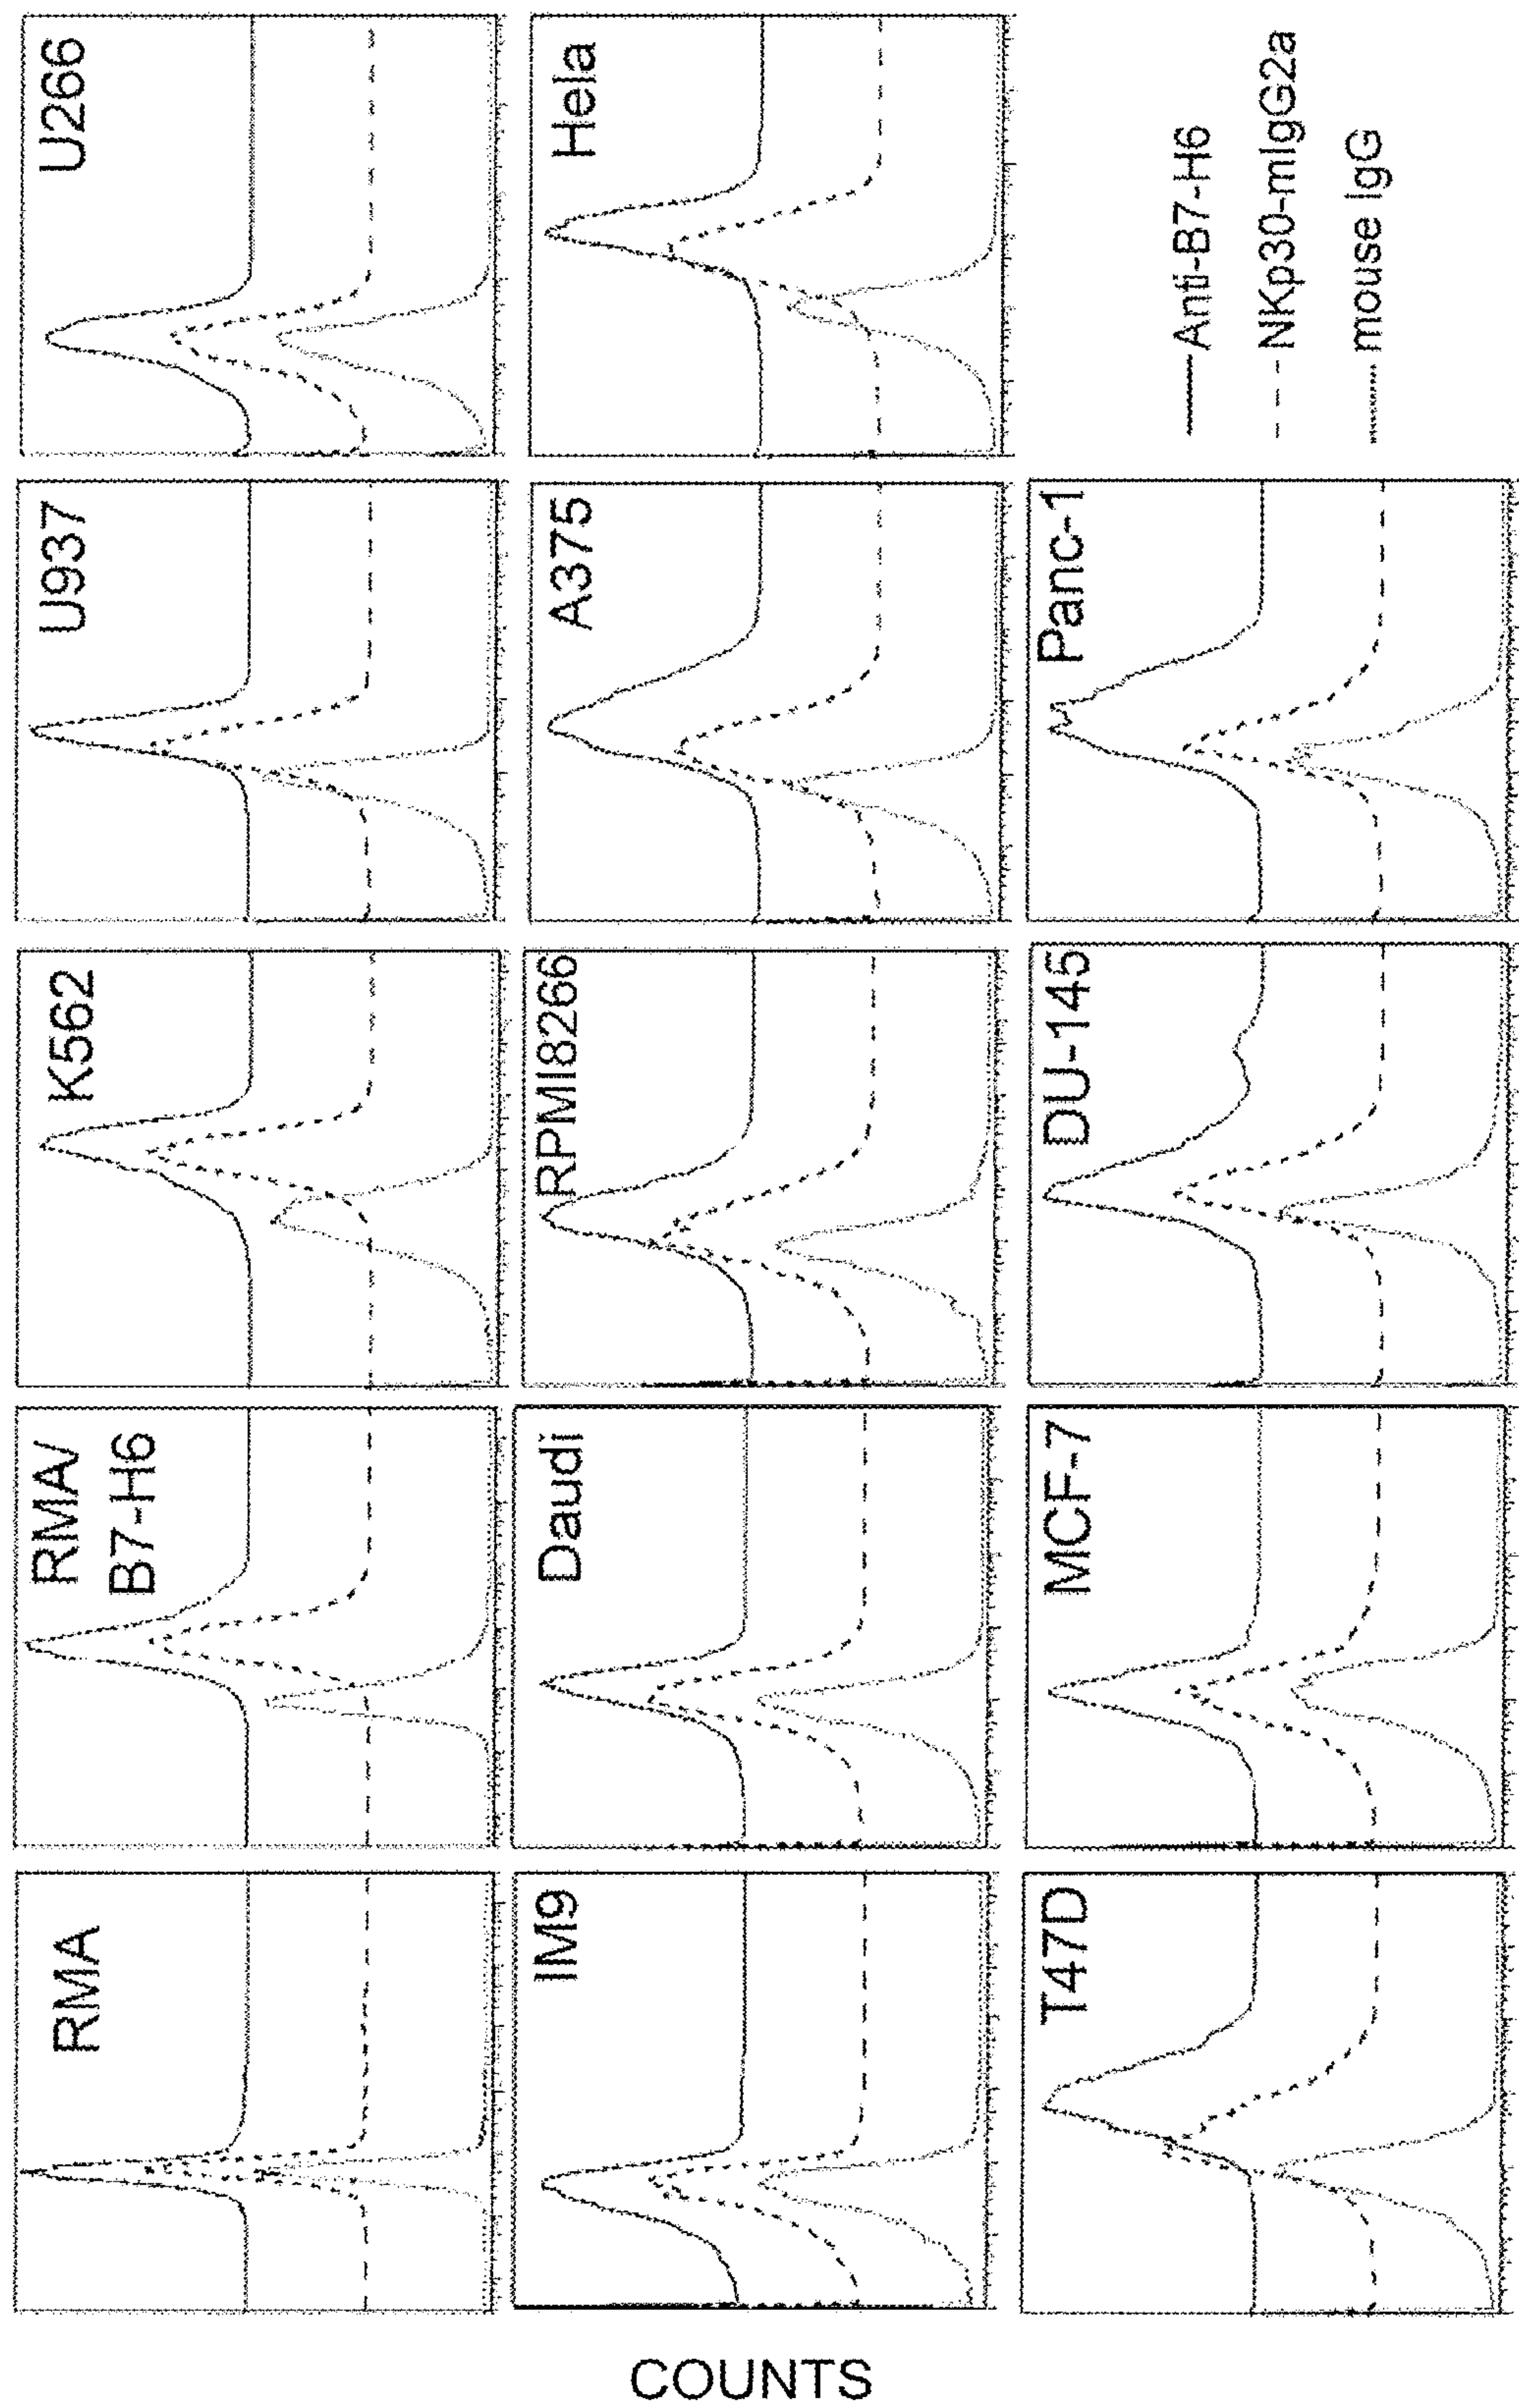 RMA
RMA/
B7-H6
K562
U937
U266
IM9
Daudi
RPMI8266
A375
Hela
T47D
MCF-7
DU-145
Panc-1
Anti-B7-H6
NKp30-mIgG2a
mouse IgG
COUNTS